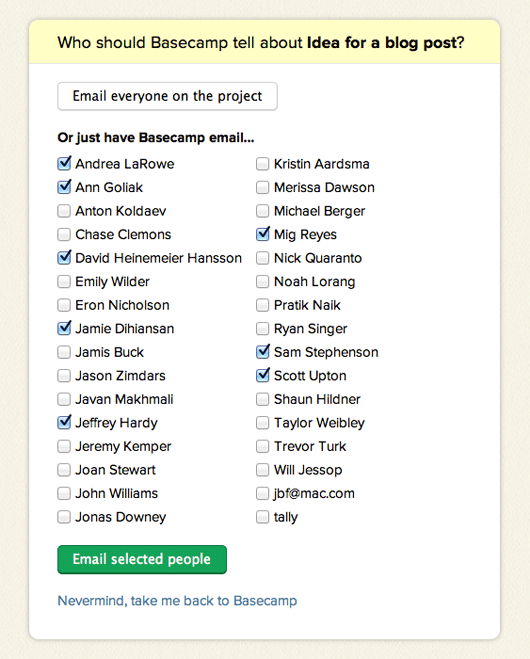 Who should Basecamp tell about Idea for a blog post?
Email everyone on the project
Or just have Basecamp email...
Andrea LaRowe
Ann Goliak
Anton Koldaev
Chase Clemons
David Heinemeier Hansson
Emily Wilder
Eron Nicholson
Jamie Dihiansan
Jamis Buck
Jason Zimdars
Javan Makhmali
Jeffrey Hardy
Jeremy Kemper
Joan Stewart
John Williams
Jonas Downey
Kristin Aardsma
Merissa Dawson
Michael Berger
Mig Reyes
Nick Quaranto
Noah Lorang
Pratik Naik
Ryan Singer
Sam Stephenson
Scott Upton
Shaun Hildner
Taylor Weibley
Trevor Turk
Will Jessop
jbf@mac.com
tally
Email selected people
Nevermind, take me back to Basecamp